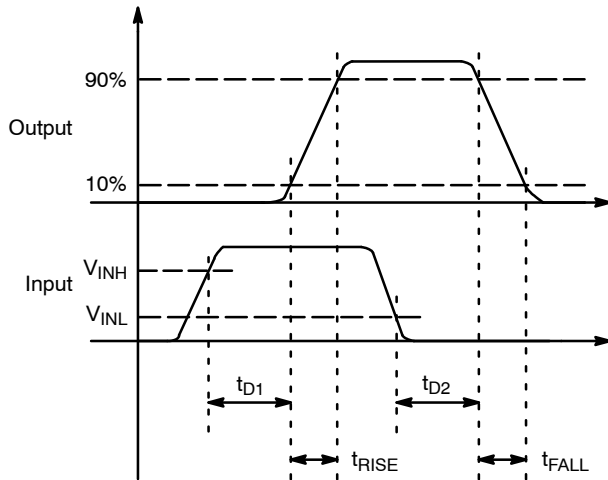 90%
Output
10%
V_INH
Input
V_INL
t_D1
t_D2
t_RISE
t_FALL